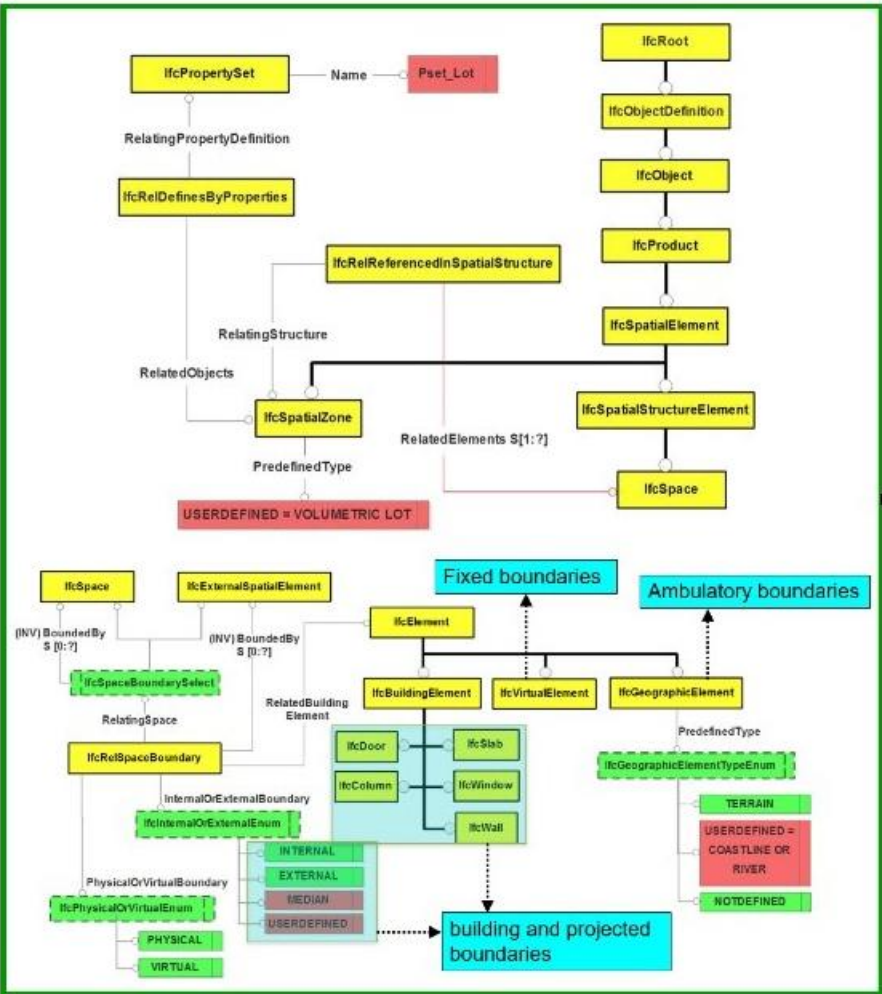 IfcRoot
IfcPropertySet
Name
Pset_Lot
IfcObjectDefinition
RelatingPropertyDefinition
IfcObject
IfcRelDefinesByProperties
IfcProduct
IfcRelReferencedInSpatialStructure
IfcSpatialElement
RelatingStructure
RelatedObjects
IfcSpatialZone
IfcSpatialStructureElement
RelatedElements S[1:?]
PredefinedType
IfcSpace
USERDEFINED = VOLUMETRIC LOT
Fixed boundaries
Ambulatory boundaries
IfcSpace
IfcExternalSpatialElement
(INV) BoundedBy
S [0:?]
(INV) BoundedBy
S [0:?]
IfcElement
IfcSpaceBoundarySelect
RelatedBuilding
Element
IfcBuildingElement
IfcVirtualElement
IfcGeographicElement
RelatingSpace
PredefinedType
IfcRelSpaceBoundary
IfcDoor
IfcSlab
IfcGeographicElementTypeEnum
IfcColumn
IfcWindow
InternalOrExternalBoundary
TERRAIN
IfcInternalOrExternalEnum
IfcWall
USERDEFINED =
COASTLINE OR
RIVER
INTERNAL
EXTERNAL
PhysicalOrVirtualBoundary
MEDIAN
NOTDEFINED
IfcPhysicalOrVirtualEnum
USERDEFINED
building and projected
boundaries
PHYSICAL
VIRTUAL